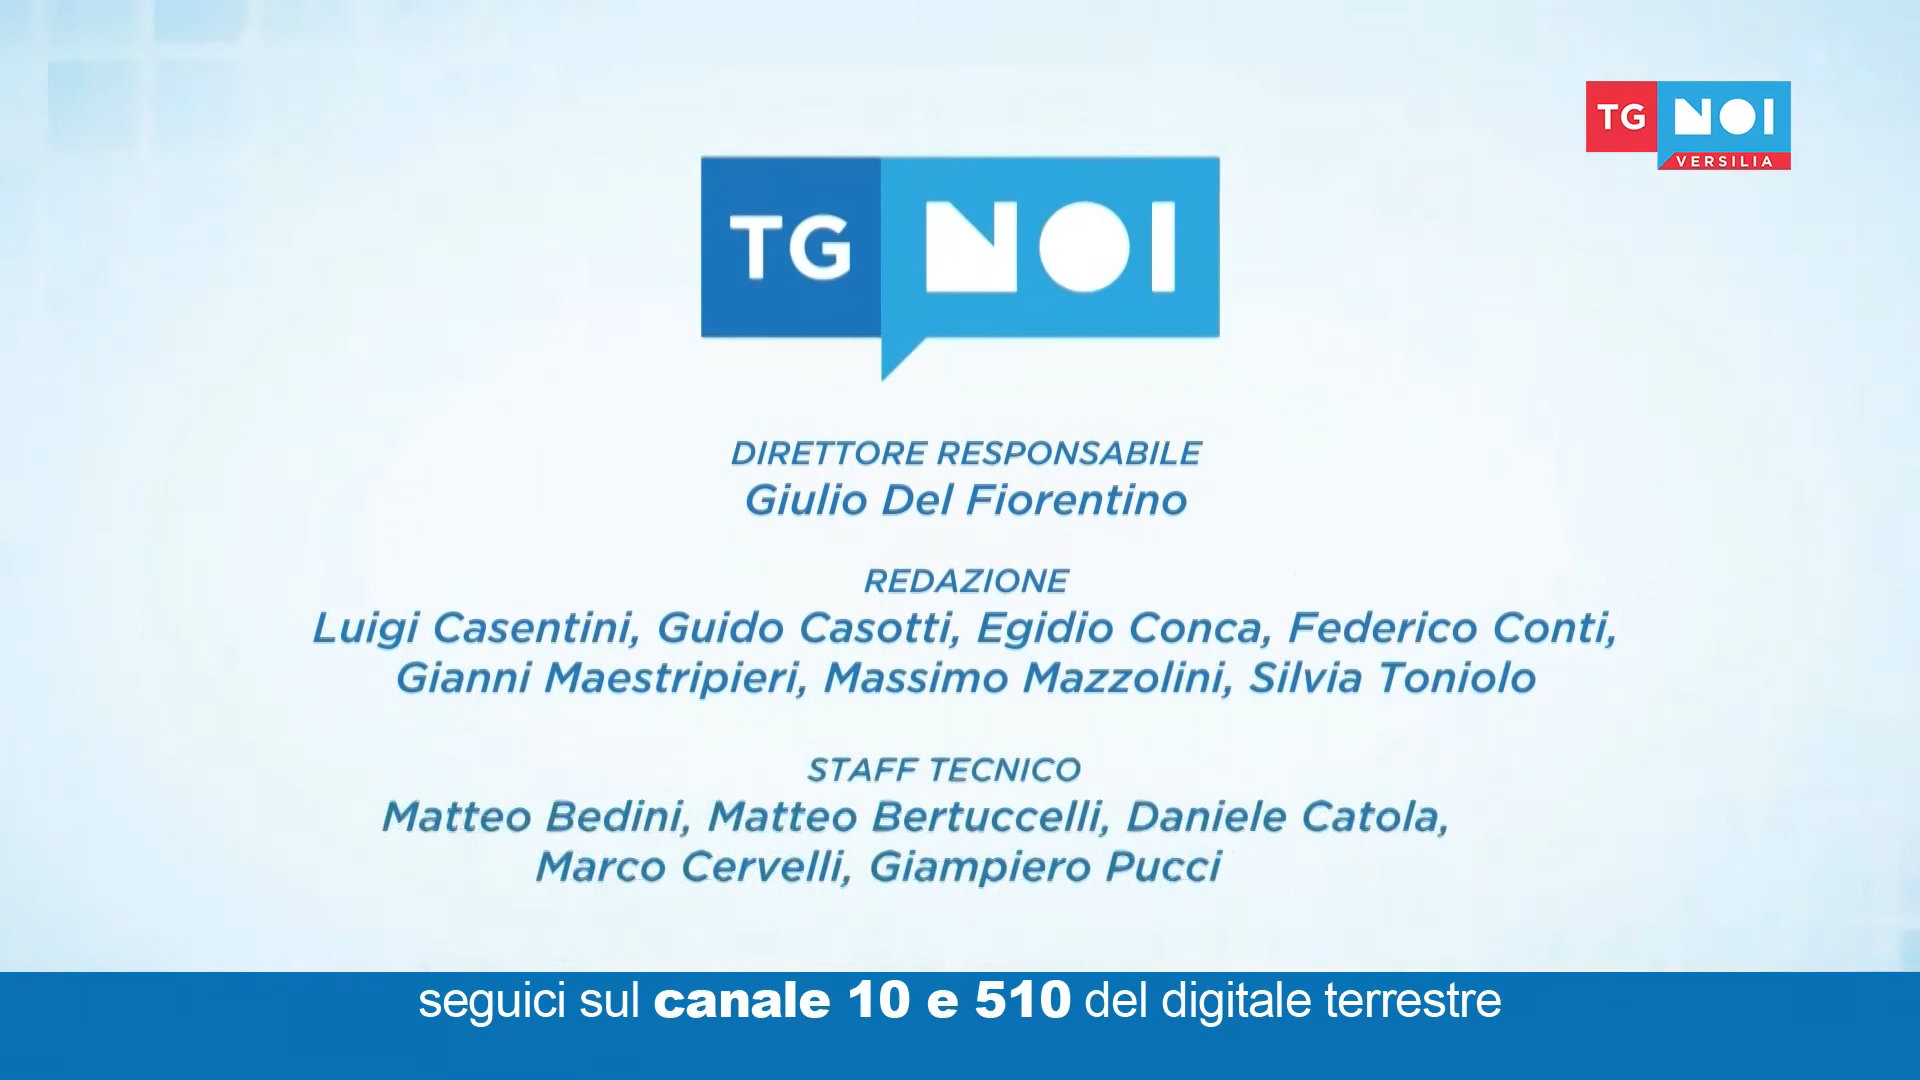 TG NOI
VERSILIA
TG NOI
DIRETTORE RESPONSABILE
Giulio Del Fiorentino
REDAZIONE
Luigi Casentini, Guido Casotti, Egidio Conca, Federico Conti,
Gianni Maestripieri, Massimo Mazzolini, Silvia Toniolo
STAFF TECNICO
Matteo Bedini, Matteo Bertuccelli, Daniele Catola,
Marco Cervelli, Giampiero Pucci
seguici sul canale 10 e 510 del digitale terrestre